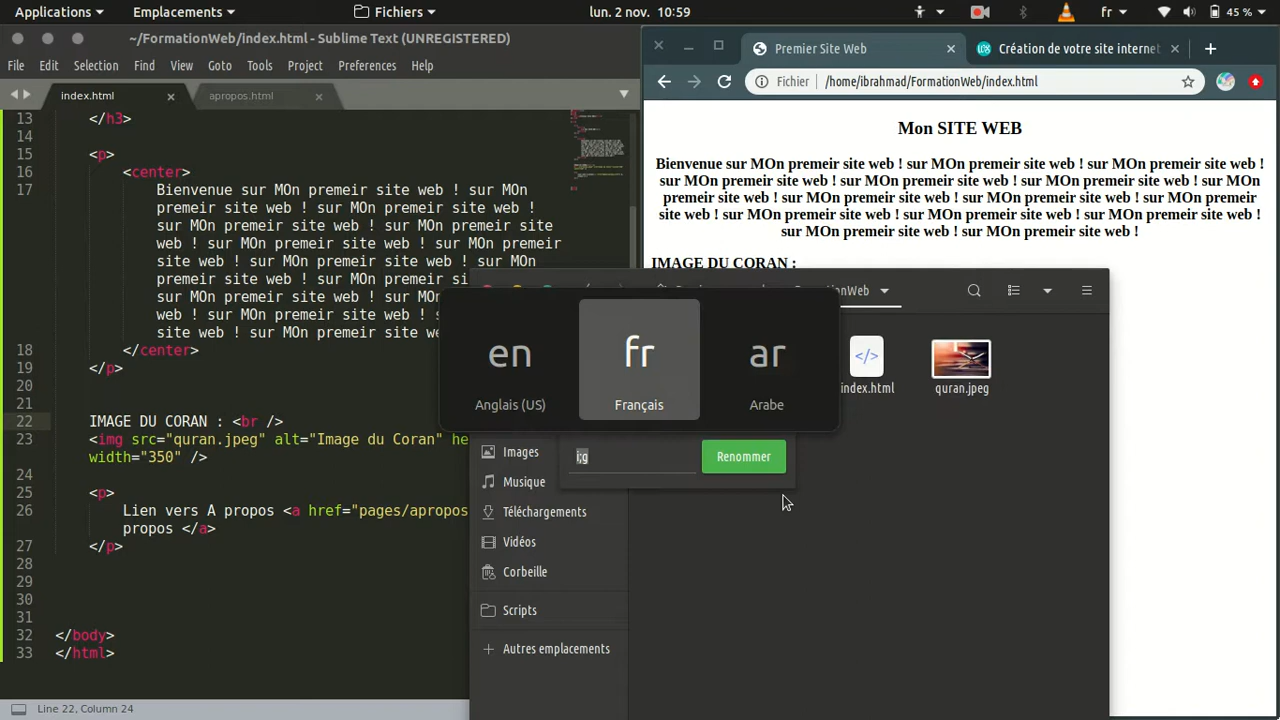 Applications
Emplacements
Fichiers
lun. 2 nov. 10:59
fr
45 %
~/FormationWeb/index.html - Sublime Text (UNREGISTERED)
File Edit Selection Find View Goto Tools Project Preferences Help
index.html
apropos.html
13 </h3>
14
15 <p>
16 <center>
17 Bienvenue sur MOn premeir site web ! sur MOn
premeir site web ! sur MOn premeir site web !
sur MOn premeir site web ! sur MOn premeir site
web ! sur MOn premeir site web ! sur MOn premeir
site web ! sur MOn premeir site web ! sur MOn
premeir site web ! sur MOn premeir site
sur MOn premeir site web ! sur MOn
web ! sur MOn premeir site web ! sur MOn
site web ! sur MOn premeir site we
18 </center>
19 </p>
20
21
22 IMAGE DU CORAN : <br />
23 <img src="quran.jpeg" alt="Image du Coran" he
width="350" />
24
25 <p>
26 Lien vers A propos <a href="pages/apropos
propos </a>
27 </p>
28
29
30
31
32 </body>
33 </html>
Line 22, Column 24
Premier Site Web
Création de votre site internet
Fichier
/home/ibrahmad/FormationWeb/index.html
Mon SITE WEB
Bienvenue sur MOn premeir site web ! sur MOn premeir site web ! sur MOn premeir site web !
sur MOn premeir site web ! sur MOn premeir site web ! sur MOn premeir site web ! sur MOn
premeir site web ! sur MOn premeir site web ! sur MOn premeir site web ! sur MOn premeir
site web ! sur MOn premeir site web ! sur MOn premeir site web ! sur MOn premeir site web !
sur MOn premeir site web ! sur MOn premeir site web !
IMAGE DU CORAN :
nWeb
en
Anglais (US)
fr
Français
ar
Arabe
index.html
quran.jpeg
i;g
Renommer
Images
Musique
Téléchargements
Vidéos
Corbeille
Scripts
Autres emplacements